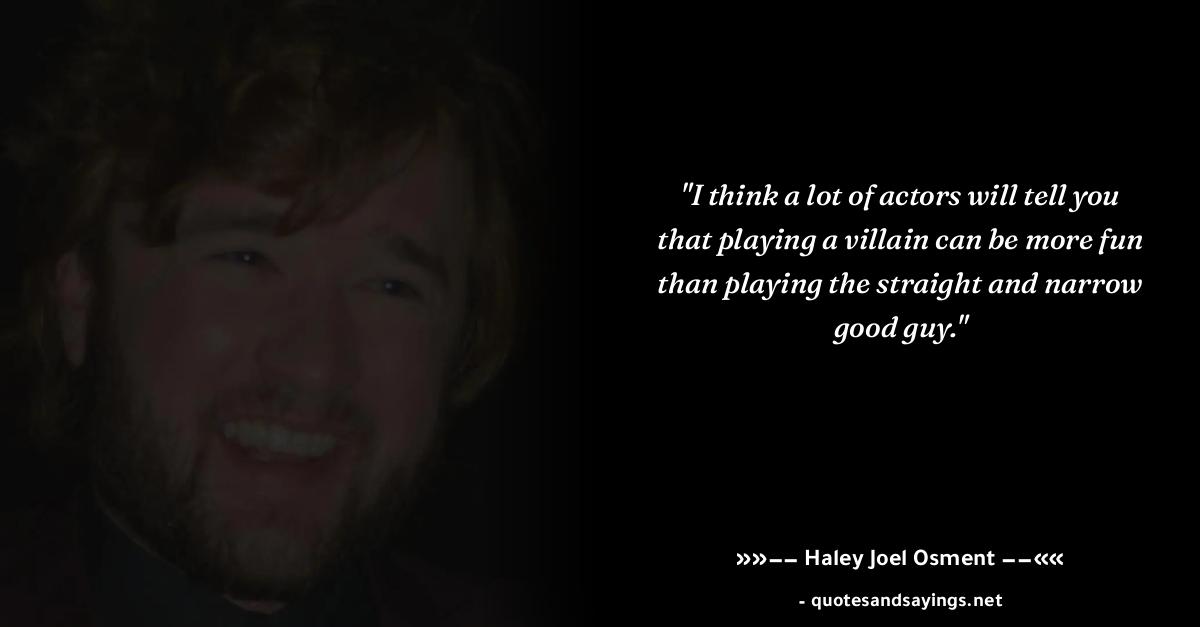 "I think a lot of actors will tell you
that playing a villain can be more fun
than playing the straight and narrow
good guy."
»»—— Haley Joel Osment ——««
- quotesandsayings.net